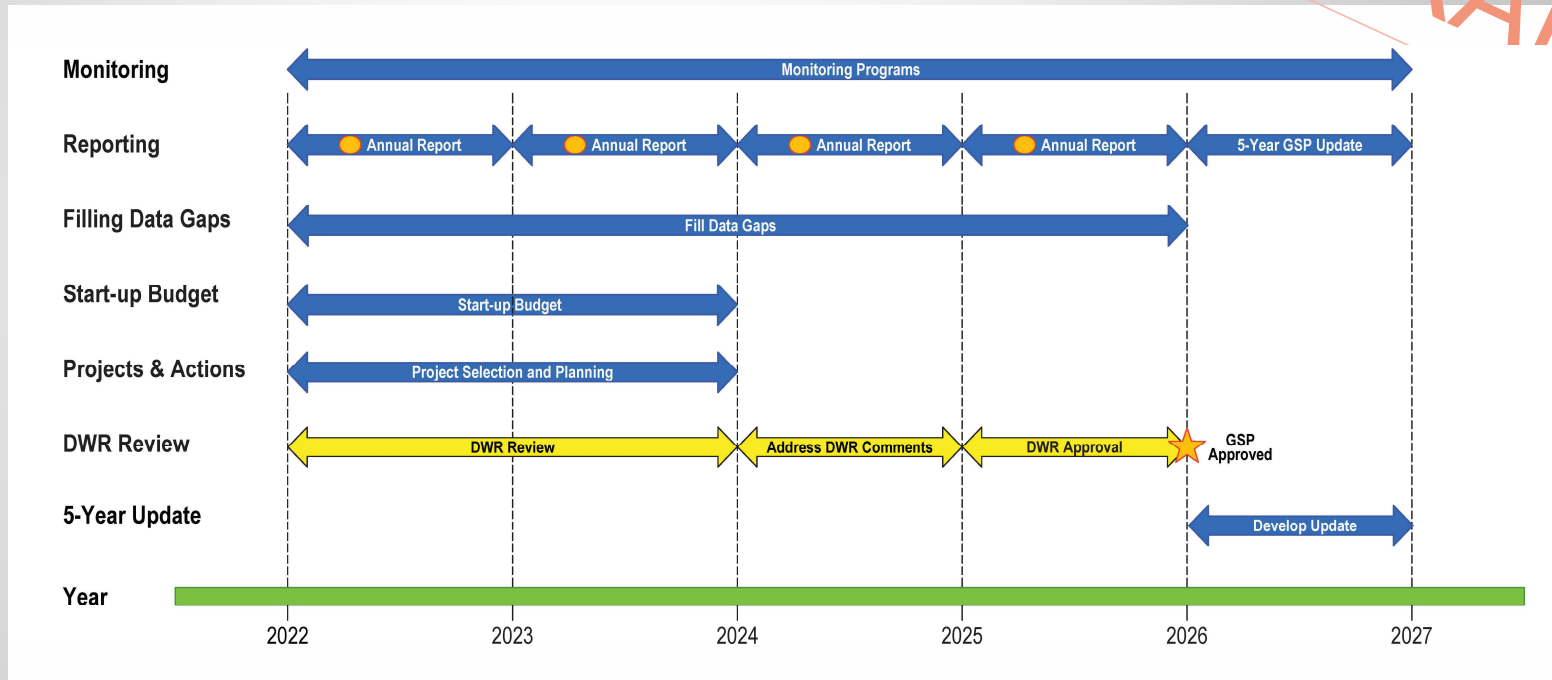 Monitoring
Monitoring Programs
Reporting
Annual Report
Annual Report
Annual Report
Annual Report
5-Year GSP Update
Filling Data Gaps
Fill Data Gaps
Start-up Budget
Start-up Budget
Projects & Actions
Project Selection and Planning
DWR Review
DWR Review
Address DWR Comments
DWR Approval
GSP
Approved
5-Year Update
Develop Update
Year
2022
2023
2024
2025
2026
2027